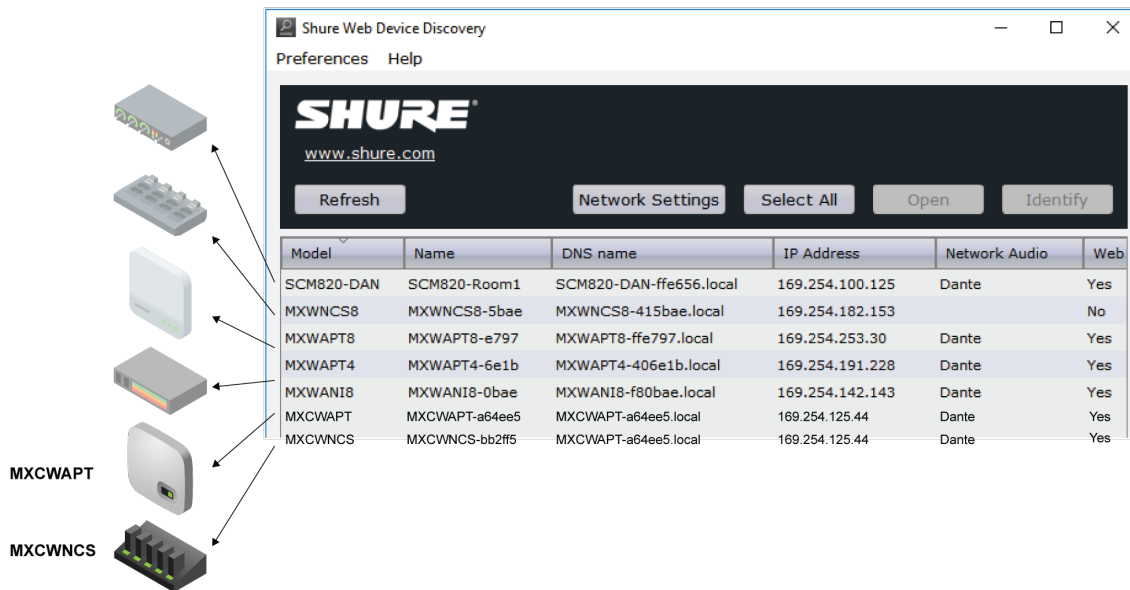 Shure Web Device Discovery
Preferences Help
SHURE
www.shure.com
Refresh Network Settings Select All Open Identify
Model Name DNS name IP Address Network Audio Web
SCM820-DAN SCM820-Room1 SCM820-DAN-ffe656.local 169.254.100.125 Dante Yes
MXWNCS8 MXWNCS8-5bae MXWNCS8-415bae.local 169.254.182.153 No
MXWAPT8 MXWAPT8-e797 MXWAPT8-ffe797.local 169.254.253.30 Dante Yes
MXWAPT4 MXWAPT4-6e1b MXWAPT4-406e1b.local 169.254.191.228 Dante Yes
MXWANI8 MXWANI8-0bae MXWANI8-f80bae.local 169.254.142.143 Dante Yes
MXCWAPT MXCWAPT-a64ee5 MXCWAPT-a64ee5.local 169.254.125.44 Dante Yes
MXCWNCS MXCWNCS-bb2ff5 MXCWAPT-a64ee5.local 169.254.125.44 Dante Yes
MXCWAPT
MXCWNCS